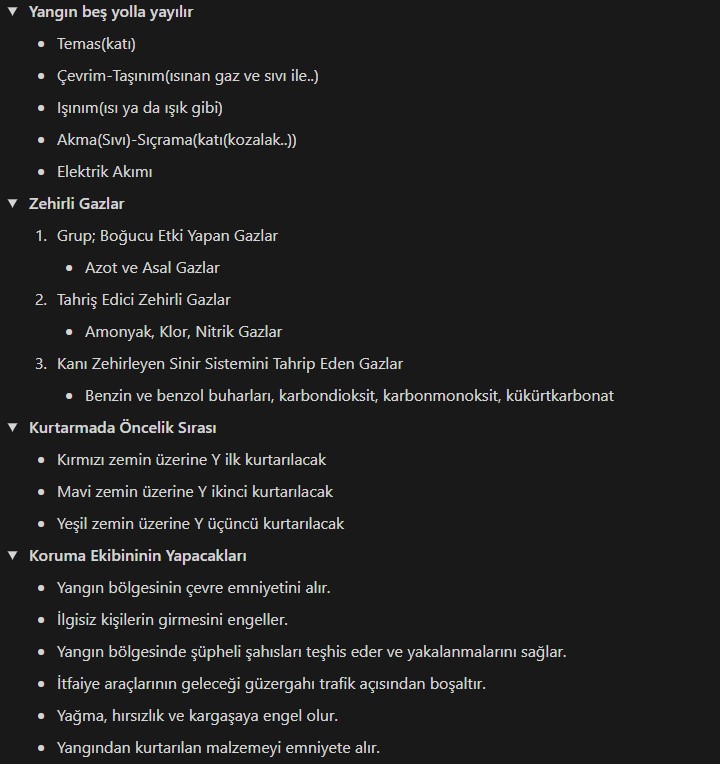 Yangın beş yolla yayılır
Temas(katı)
Çevrim-Taşınım(ısınan gaz ve sıvı ile..)
Işınım(ısı ya da ışık gibi)
Akma(Sıvı)-Sıçrama(katı(kozalak..))
Elektrik Akımı
Zehirli Gazlar
1. Grup; Boğucu Etki Yapan Gazlar
Azot ve Asal Gazlar
2. Tahriş Edici Zehirli Gazlar
Amonyak, Klor, Nitrik Gazlar
3. Kanı Zehirleyen Sinir Sistemini Tahrip Eden Gazlar
Benzin ve benzol buharları, karbondioksit, karbonmonoksit, kükürtkarbonat
Kurtarmada Öncelik Sırası
Kırmızı zemin üzerine Y ilk kurtarılacak
Mavi zemin üzerine Y ikinci kurtarılacak
Yeşil zemin üzerine Y üçüncü kurtarılacak
Koruma Ekibininin Yapacakları
Yangın bölgesinin çevre emniyetini alır.
İlgisiz kişilerin girmesini engeller.
Yangın bölgesinde şüpheli şahısları teşhis eder ve yakalanmalarını sağlar.
İtfaiye araçlarının geleceği güzergahı trafik açısından boşaltır.
Yağma, hırsızlık ve kargaşaya engel olur.
Yangından kurtarılan malzemeyi emniyete alır.